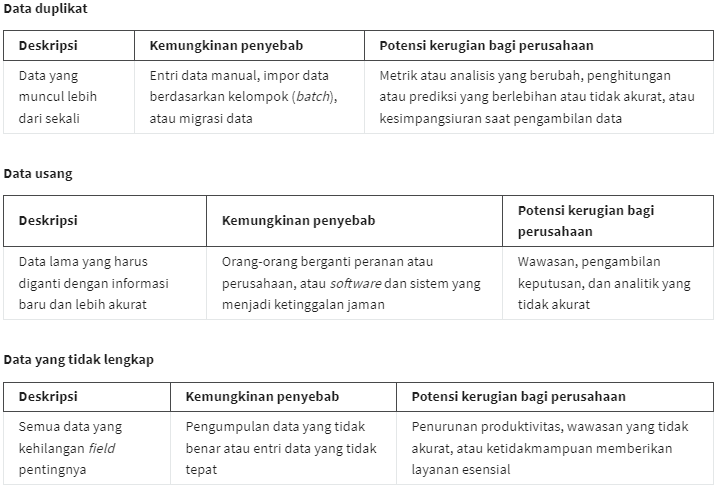 Data duplikat
Deskripsi Kemungkinan penyebab Potensi kerugian bagi perusahaan
Data yang Entri data manual, impor data Metrik atau analisis yang berubah, penghitungan
muncul lebih berdasarkan kelompok (batch), atau prediksi yang berlebihan atau tidak akurat, atau
dari sekali atau migrasi data kesimpangsiuran saat pengambilan data
Data usang
Deskripsi Kemungkinan penyebab Potensi kerugian bagi
perusahaan
Data lama yang harus Orang-orang berganti peranan atau Wawasan, pengambilan
diganti dengan informasi perusahaan, atau software dan sistem yang keputusan, dan analitik yang
baru dan lebih akurat menjadi ketinggalan jaman tidak akurat
Data yang tidak lengkap
Deskripsi Kemungkinan penyebab Potensi kerugian bagi perusahaan
Semua data yang Pengumpulan data yang tidak Penurunan produktivitas, wawasan yang tidak
kehilangan field benar atau entri data yang tidak akurat, atau ketidakmampuan memberikan
pentingnya tepat layanan esensial